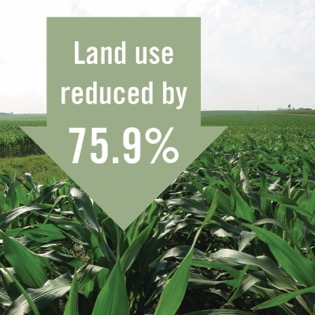 Land use
reduced by
75.9%